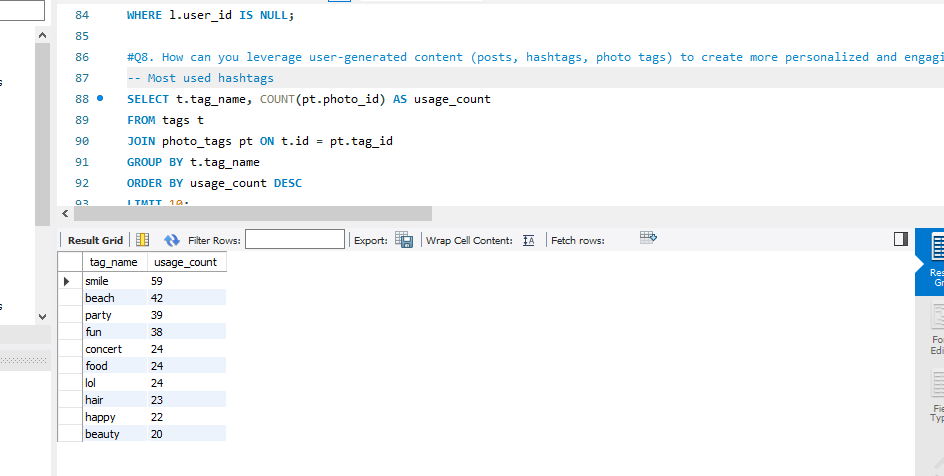 84 WHERE l.user_id IS NULL;
85
86 #Q8. How can you leverage user-generated content (posts, hashtags, photo tags) to create more personalized and engagi
87 -- Most used hashtags
88 SELECT t.tag_name, COUNT(pt.photo_id) AS usage_count
89 FROM tags t
90 JOIN photo_tags pt ON t.id = pt.tag_id
91 GROUP BY t.tag_name
92 ORDER BY usage_count DESC
93 LIMIT 10;
Result Grid Filter Rows: Export: Wrap Cell Content: Fetch rows:
tag_name usage_count
smile 59
beach 42
party 39
fun 38
concert 24
food 24
lol 24
hair 23
happy 22
beauty 20
Res
Gr
Fo
Edi
Fie
Typ